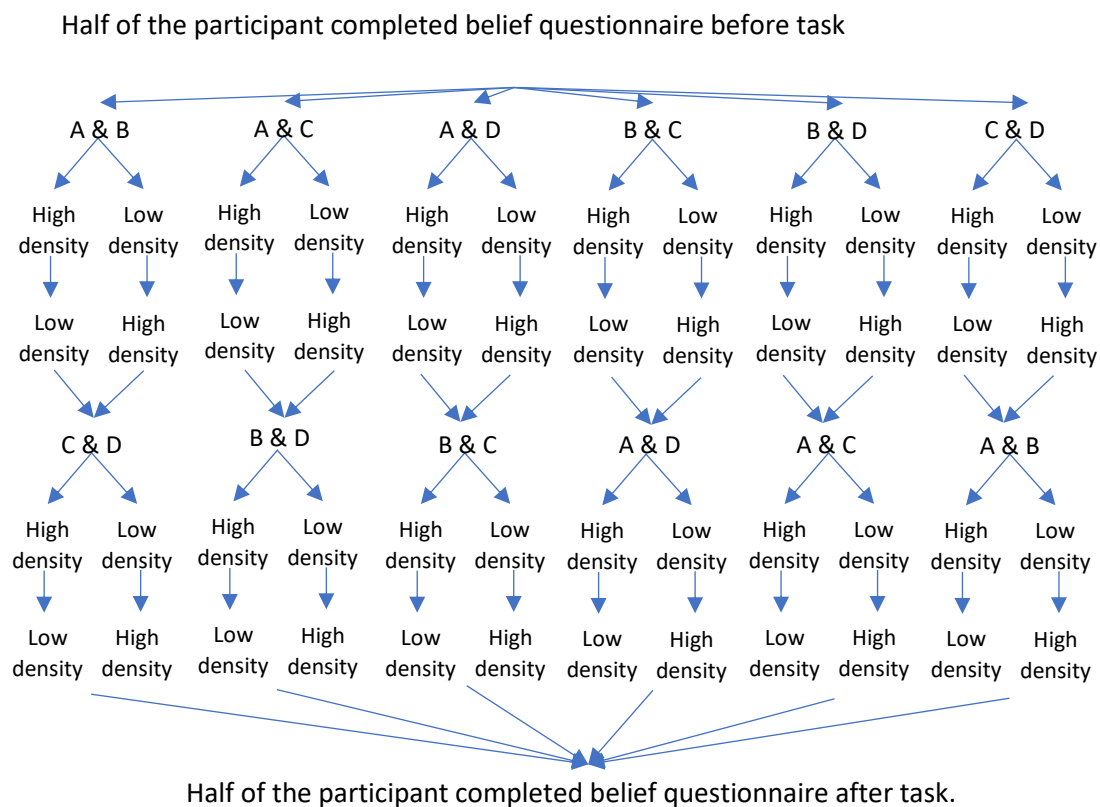 Half of the participant completed belief questionnaire before task
A & B A & C A & D B & C B & D C & D
High Low High Low High Low High Low High Low High Low
density density density density density density density density density density density density
Low High Low High Low High Low High Low High Low High
density density density density density density density density density density density density
C & D B & D B & C A & D A & C A & B
High Low High Low High Low High Low High Low High Low
density density density density density density density density density density density density
Low High Low High Low High Low High Low High Low High
density density density density density density density density density density density density
Half of the participant completed belief questionnaire after task.